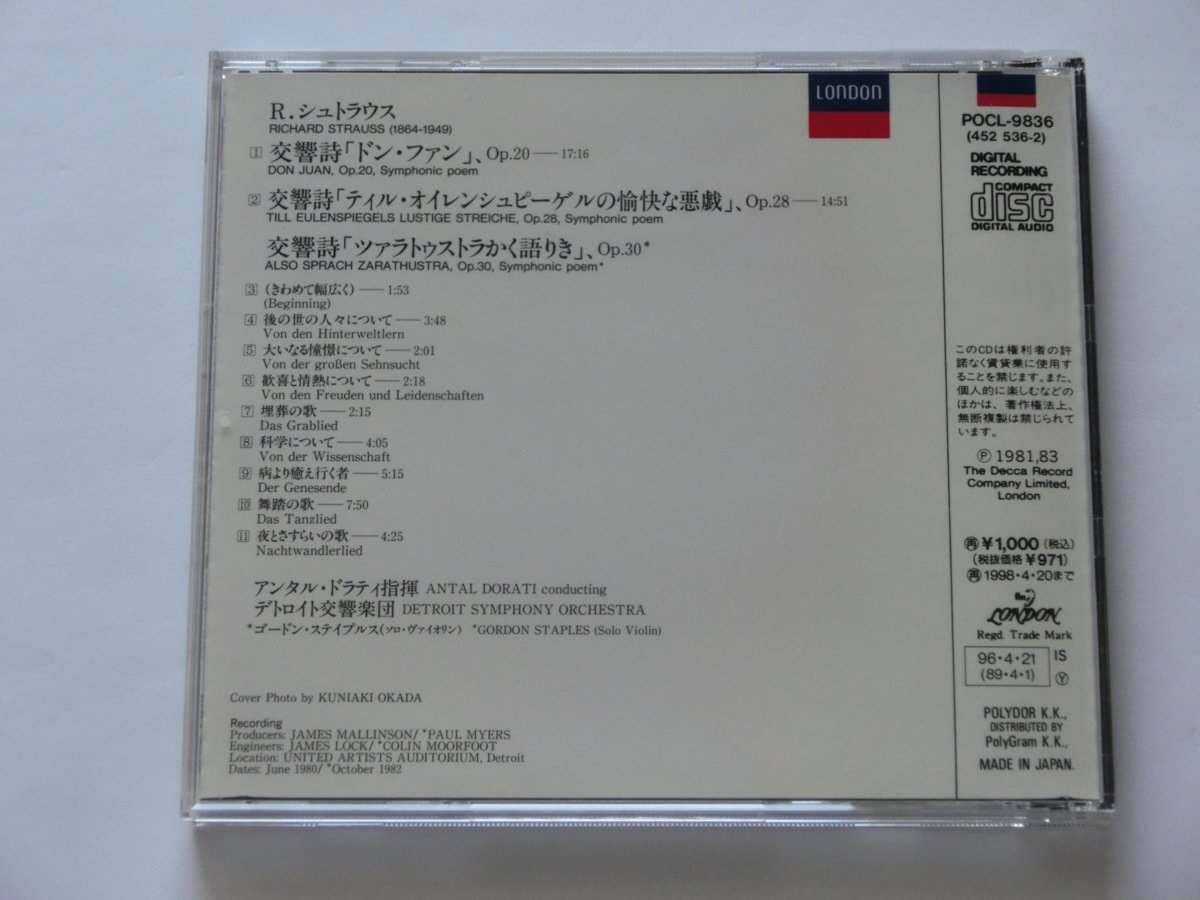 R.シュトラウス
RICHARD STRAUSS (1864-1949)
1 交響詩「ドン・ファン」、Op.20 — 17:16
DON JUAN, Op.20, Symphonic poem
2 交響詩「ティル・オイレンシュピーゲルの愉快な悪戯」、Op.28 — 14:51
TILL EULENSPIEGELS LUSTIGE STREICHE, Op.28, Symphonic poem
交響詩「ツァラトゥストラかく語りき」、Op.30*
ALSO SPRACH ZARATHUSTRA, Op.30, Symphonic poem*
3 (きわめて幅広く) — 1:53
(Beginning)
4 後の世の人々について — 3:48
Von den Hinterweltlern
5 大いなる憧憬について — 2:01
Von der großen Sehnsucht
6 歓喜と情熱について — 2:18
Von den Freuden und Leidenschaften
7 埋葬の歌 — 2:15
Das Grablied
8 科学について — 4:05
Von der Wissenschaft
9 病より癒え行く者 — 5:15
Der Genesende
10 舞踏の歌 — 7:50
Das Tanzlied
11 夜とさすらいの歌 — 4:25
Nachtwandlerlied
アンタル・ドラティ指揮 ANTAL DORATI conducting
デトロイト交響楽団 DETROIT SYMPHONY ORCHESTRA
*ゴードン・ステイプルス(ソロ・ヴァイオリン) *GORDON STAPLES (Solo Violin)
Cover Photo by KUNIAKI OKADA
Recording
Producers: JAMES MALLINSON/ *PAUL MYERS
Engineers: JAMES LOCK/ *COLIN MOORFOOT
Location: UNITED ARTISTS AUDITORIUM, Detroit
Dates: June 1980/ *October 1982
LONDON
POCL-9836
(452 536-2)
DIGITAL
RECORDING
COMPACT
disc
DIGITAL AUDIO
このCDは権利者の許
諾なく賃貸業に使用す
ることを禁じます。また、
個人的に楽しむなどの
ほかは、著作権法上、
無断複製は禁じられて
います。
Ⓟ 1981,83
The Decca Record
Company Limited,
London
㋐ ¥1,000 (税込)
(税抜価格 ¥971)
再 1998・4・20まで
the
LONDON
Regd. Trade Mark
96・4・21 IS
(89・4・1) Ⓨ
POLYDOR K.K.,
DISTRIBUTED BY
PolyGram K.K.,
MADE IN JAPAN.